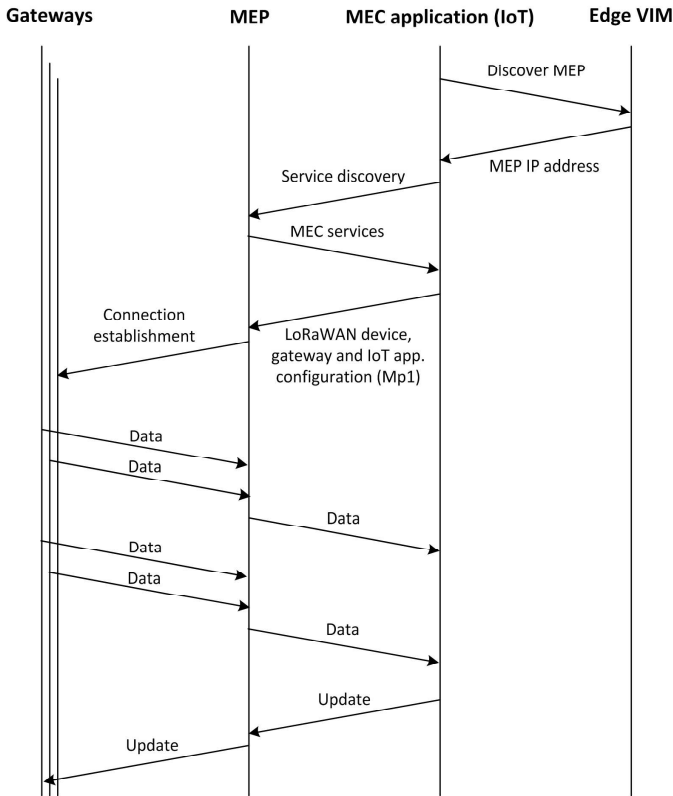 Gateways MEP MEC application (IoT) Edge VIM
Discover MEP
MEP IP address
Service discovery
MEC services
Connection
establishment
LoRaWAN device,
gateway and IoT app.
configuration (Mp1)
Data
Data
Data
Data
Data
Data
Update
Update